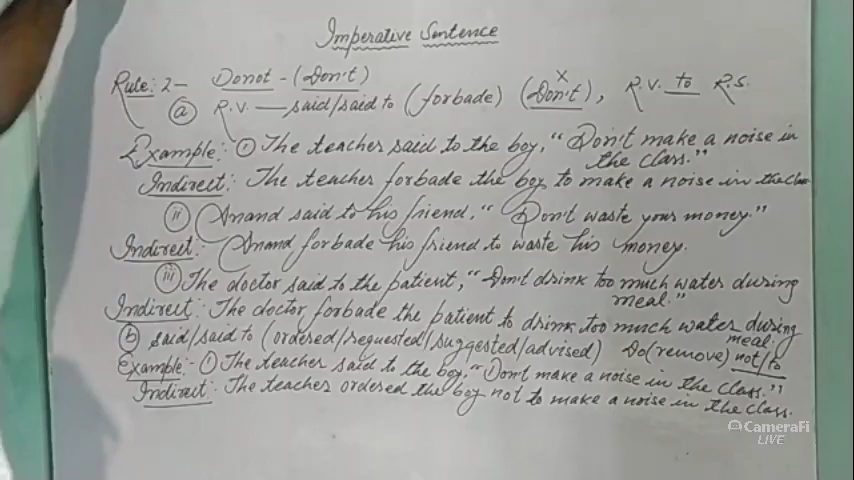 Imperative Sentence
Rule: 2 - Donot - (Don't)
(a) R.V. — said/said to (forbade) (Don't) x, R.V. to R.S.
Example: (i) The teacher said to the boy, "Don't make a noise in
the class."
Indirect: The teacher forbade the boy to make a noise in the class
(ii) Anand said to his friend, "Don't waste your money."
Indirect: Anand forbade his friend to waste his money.
(iii) The doctor said to the patient, "Don't drink too much water during
meal."
Indirect: The doctor forbade the patient to drink too much water during
meal.
(b) said/said to (ordered/requested/suggested/advised) Do(remove) not/to
Example:- (i) The teacher said to the boy, "Don't make a noise in the class."
Indirect: The teacher ordered the boy not to make a noise in the class.
CameraFi
LIVE